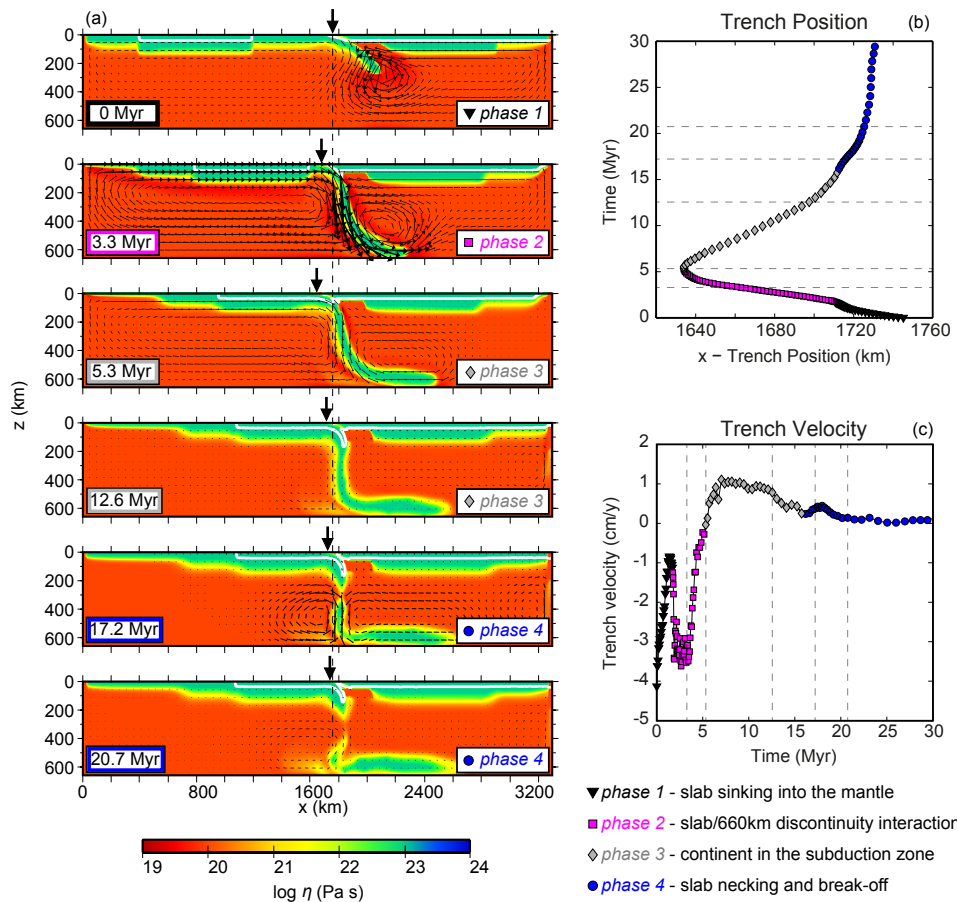 (a)
0
200
400
600
0 Myr
phase 1
0
200
400
600
3.3 Myr
phase 2
0
200
400
600
5.3 Myr
phase 3
z (km)
0
200
400
600
12.6 Myr
phase 3
0
200
400
600
17.2 Myr
phase 4
0
200
400
600
20.7 Myr
phase 4
0 800 1600 2400 3200
x (km)
19 20 21 22 23 24
log η (Pa s)
Trench Position (b)
30
20
10
0
Time (Myr)
1640 1680 1720 1760
x − Trench Position (km)
Trench Velocity (c)
2
1
0
-1
-2
-3
-4
-5
Trench velocity (cm/y)
0 5 10 15 20 25 30
Time (Myr)
phase 1 - slab sinking into the mantle
phase 2 - slab/660km discontinuity interaction
phase 3 - continent in the subduction zone
phase 4 - slab necking and break-off